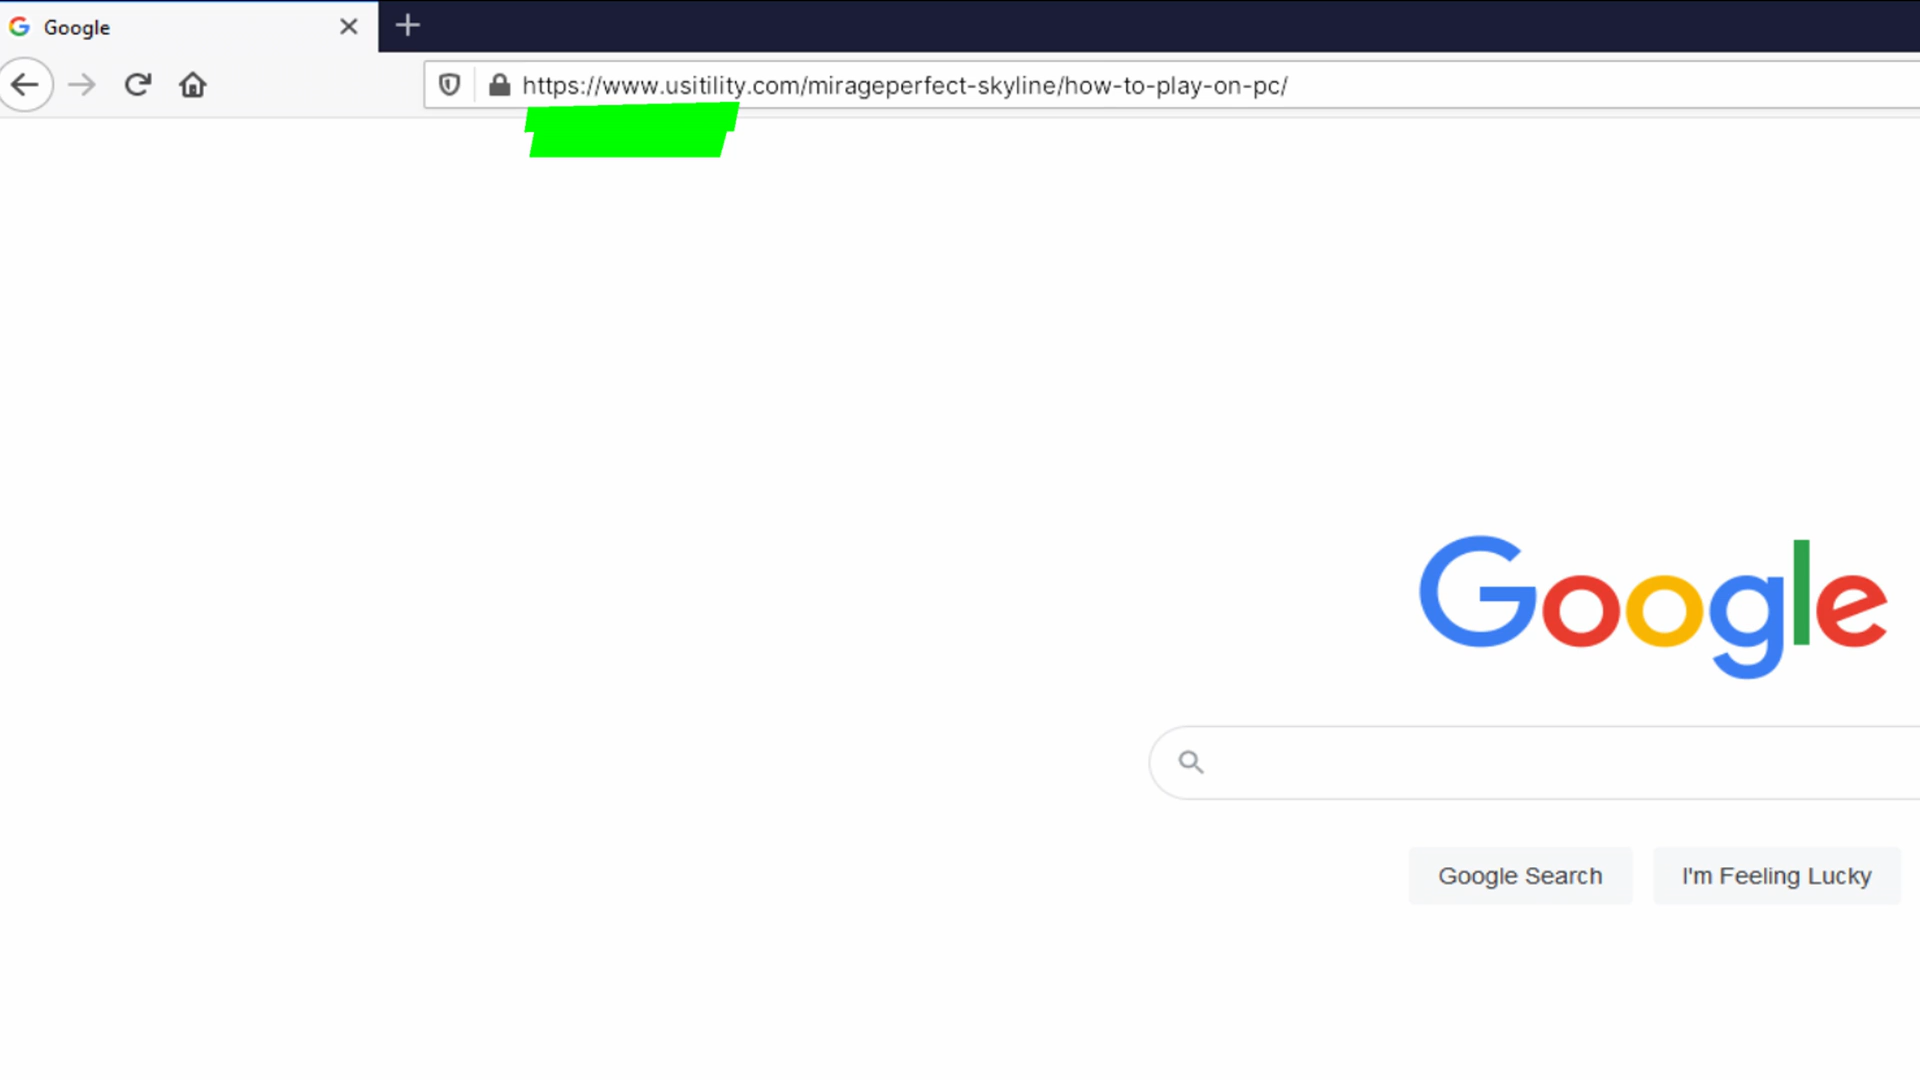 Google
https://www.usitility.com/mirageperfect-skyline/how-to-play-on-pc/
Google
Google Search
I'm Feeling Lucky